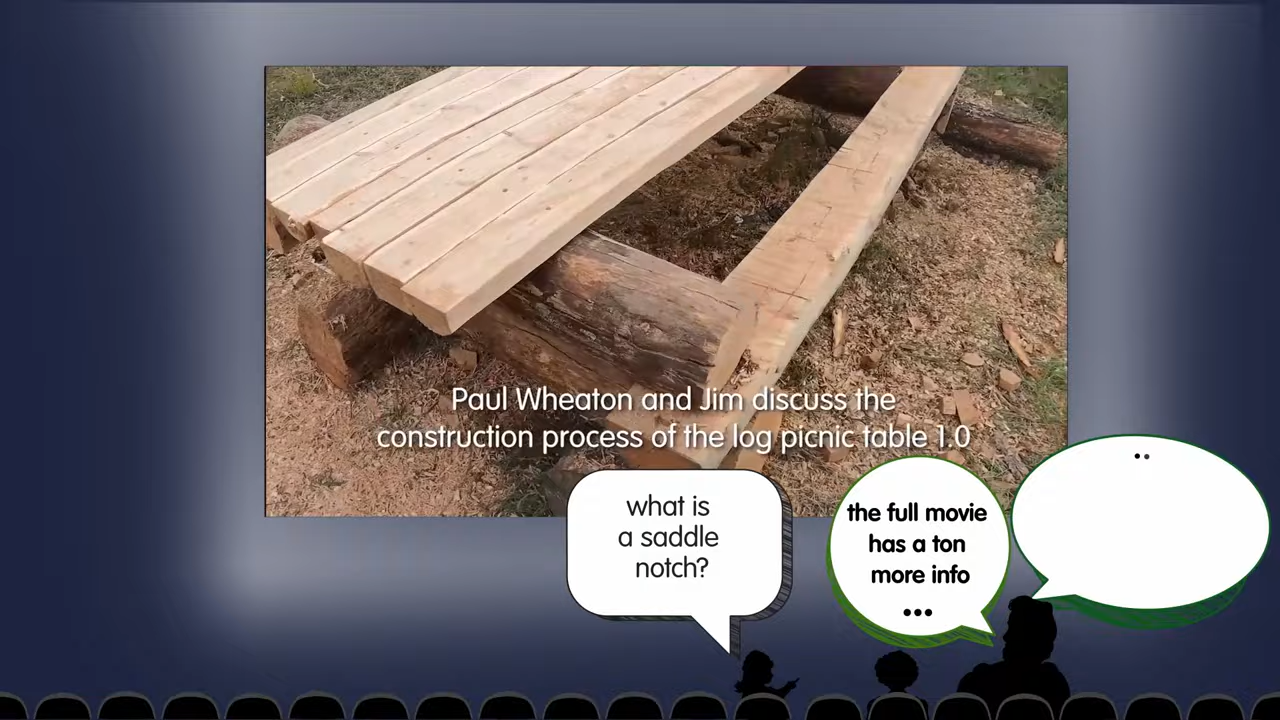 Paul Wheaton and Jim discuss the
construction process of the log picnic table 1.0
what is
a saddle
notch?
the full movie
has a ton
more info
...
..